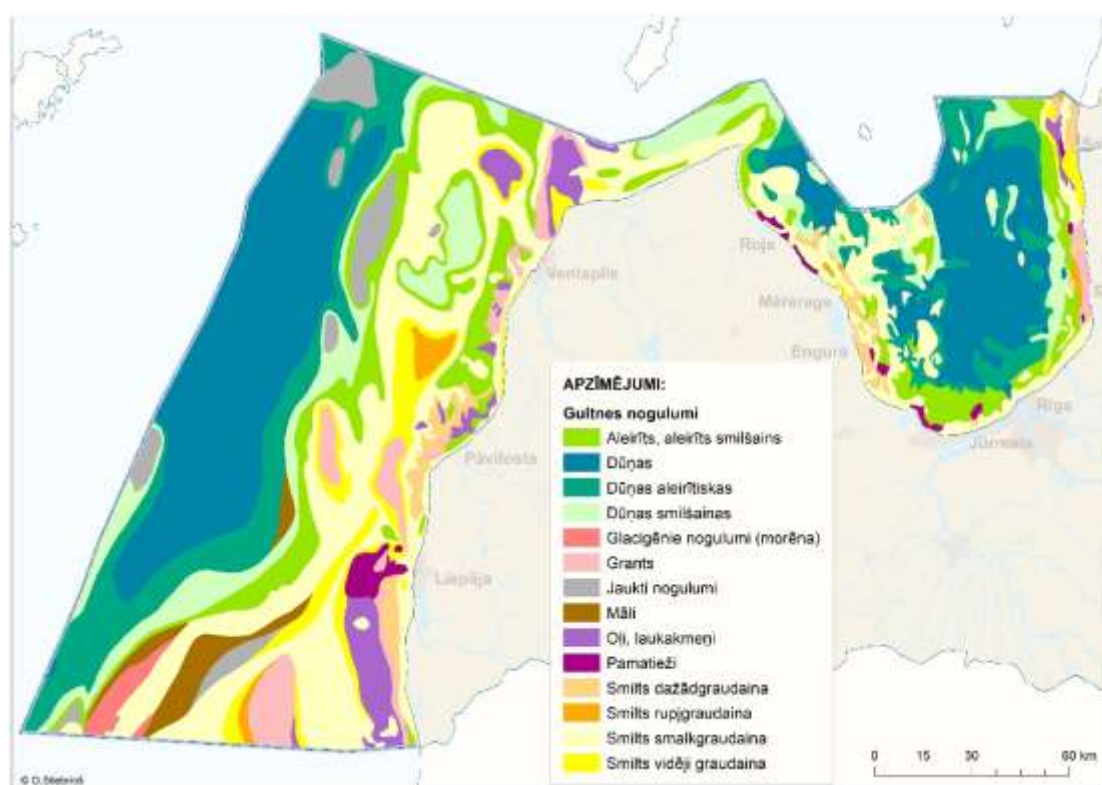 Ventspils
Roja
Mērsrags
Engure
Rīga
Jūrmala
Pāvilosta
Liepāja
APZĪMĒJUMI:
Gultnes nogulumi
Aleirīts, aleirīts smilšains
Dūņas
Dūņas aleirītiskas
Dūņas smilšainas
Glacigēnie nogulumi (morēna)
Grants
Jaukti nogulumi
Māli
Oļi, laukakmeņi
Pamatieži
Smilts dažādgraudaina
Smilts rupjgraudaina
Smilts smalkgraudaina
Smilts vidēji graudaina
0 15 30 60 km